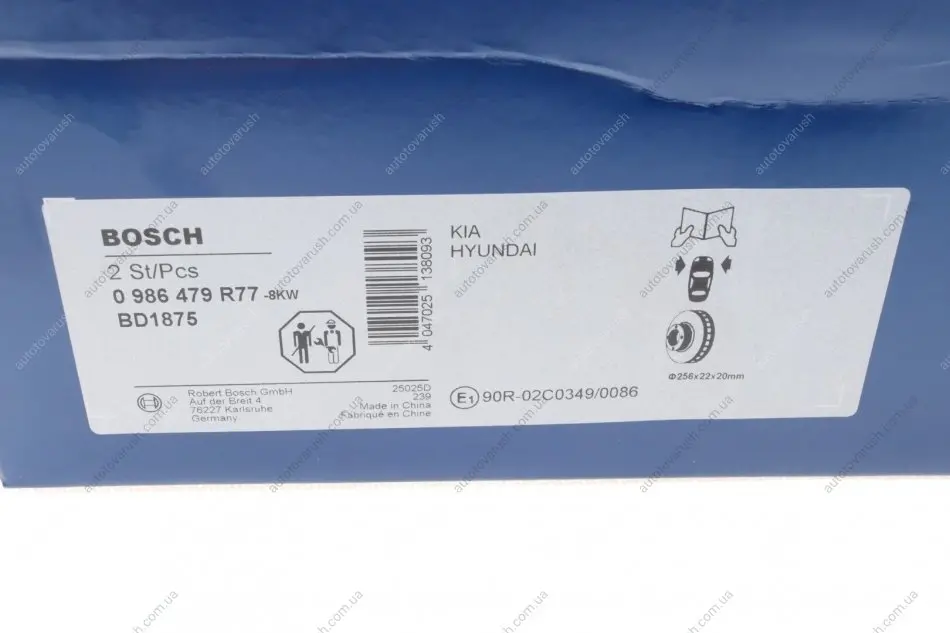 BOSCH
2 St/Pcs
0 986 479 R77 -8KW
BD1875
4 047025 138093
KIA
HYUNDAI
Φ256x22x20mm
Robert Bosch GmbH
Auf der Breit 4
76227 Karlsruhe
Germany
25025D
239
Made in China
Fabriqué en Chine
E1 90R-02C0349/0086
autotovarush.com.ua